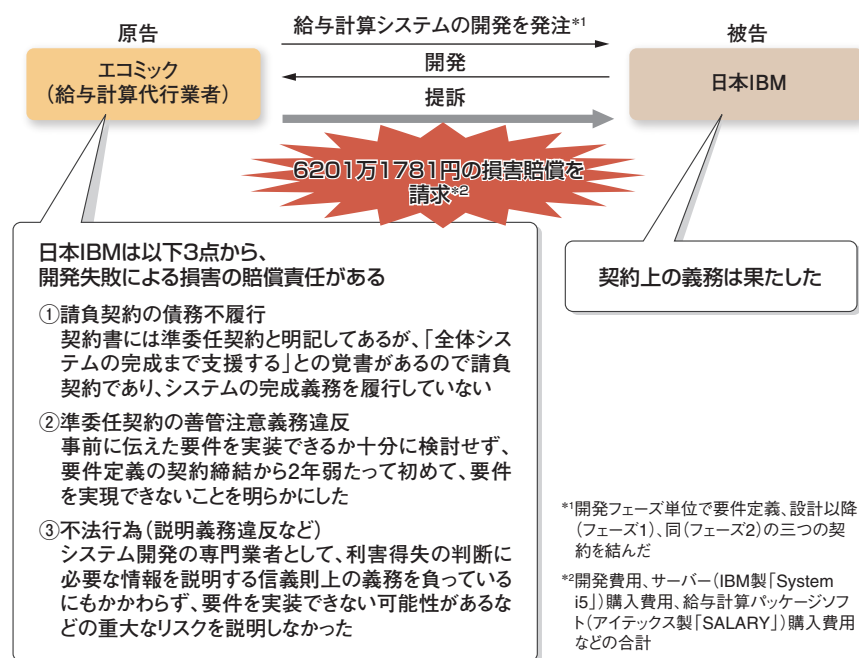 原告
給与計算システムの開発を発注*1
被告
エコミック
（給与計算代行業者）
開発
日本IBM
提訴
6201万1781円の損害賠償を
請求*2
日本IBMは以下3点から、
開発失敗による損害の賠償責任がある
①請負契約の債務不履行
契約書には準委任契約と明記してあるが、「全体シス
テムの完成まで支援する」との覚書があるので請負
契約であり、システムの完成義務を履行していない
②準委任契約の善管注意義務違反
事前に伝えた要件を実装できるか十分に検討せず、
要件定義の契約締結から2年弱たって初めて、要件
を実現できないことを明らかにした
③不法行為（説明義務違反など）
システム開発の専門業者として、利害得失の判断に
必要な情報を説明する信義則上の義務を負っている
にもかかわらず、要件を実装できない可能性があるな
どの重大なリスクを説明しなかった
契約上の義務は果たした
*1開発フェーズ単位で要件定義、設計以降
（フェーズ1）、同（フェーズ2）の三つの契
約を結んだ
*2開発費用、サーバー（IBM製「System
i5」）購入費用、給与計算パッケージソフ
ト（アイテックス製「SALARY」）購入費用
などの合計